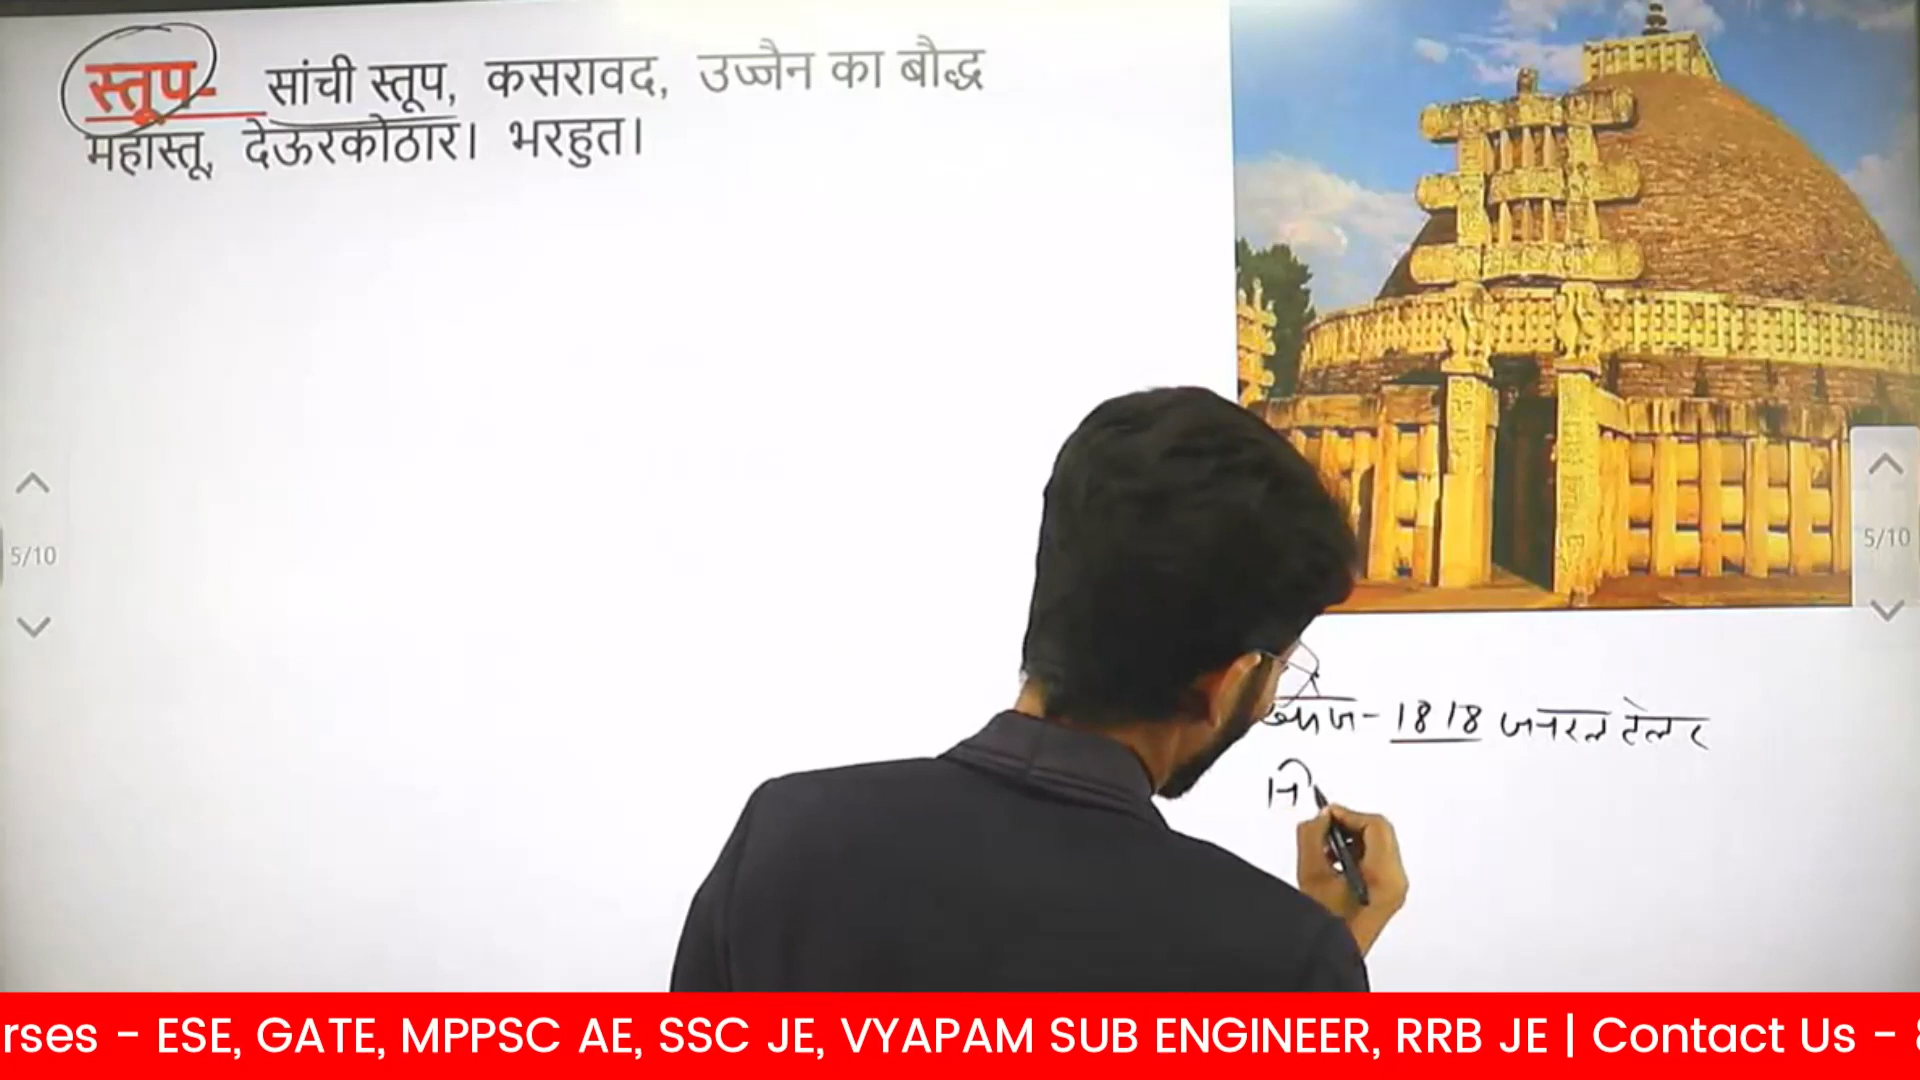 स्तूप- सांची स्तूप, कसरावद, उज्जैन का बौद्ध
महास्तू, देऊरकोठार। भरहुत।
5/10
5/10
- 1818 जनरल टेलर
नि
rses - ESE, GATE, MPPSC AE, SSC JE, VYAPAM SUB ENGINEER, RRB JE | Contact Us -